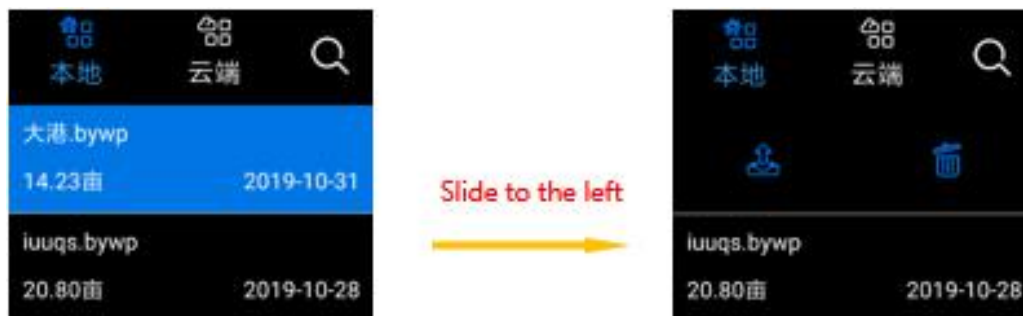 本地 云端
大港.bywp
14.23亩 2019-10-31
iuuqs.bywp
20.80亩 2019-10-28
Slide to the left
本地 云端
iuuqs.bywp
20.80亩 2019-10-28